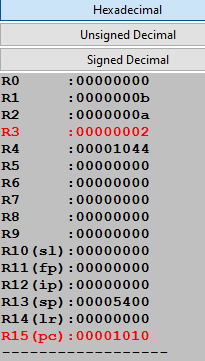 Hexadecimal
Unsigned Decimal
Signed Decimal
R0 :00000000
R1 :0000000b
R2 :0000000a
R3 :00000002
R4 :00001044
R5 :00000000
R6 :00000000
R7 :00000000
R8 :00000000
R9 :00000000
R10(sl):00000000
R11(fp):00000000
R12(ip):00000000
R13(sp):00005400
R14(lr):00000000
R15(pc):00001010
--------------------